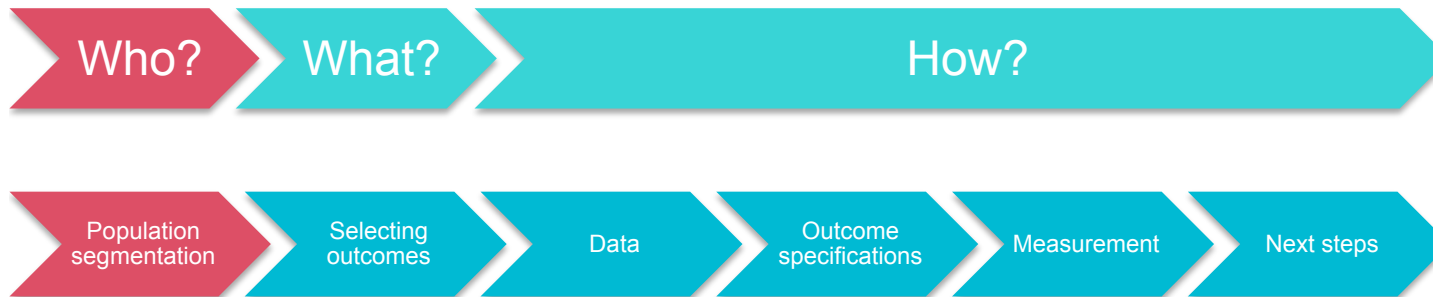 Who?
What?
How?
Population
segmentation
Selecting
outcomes
Data
Outcome
specifications
Measurement
Next steps